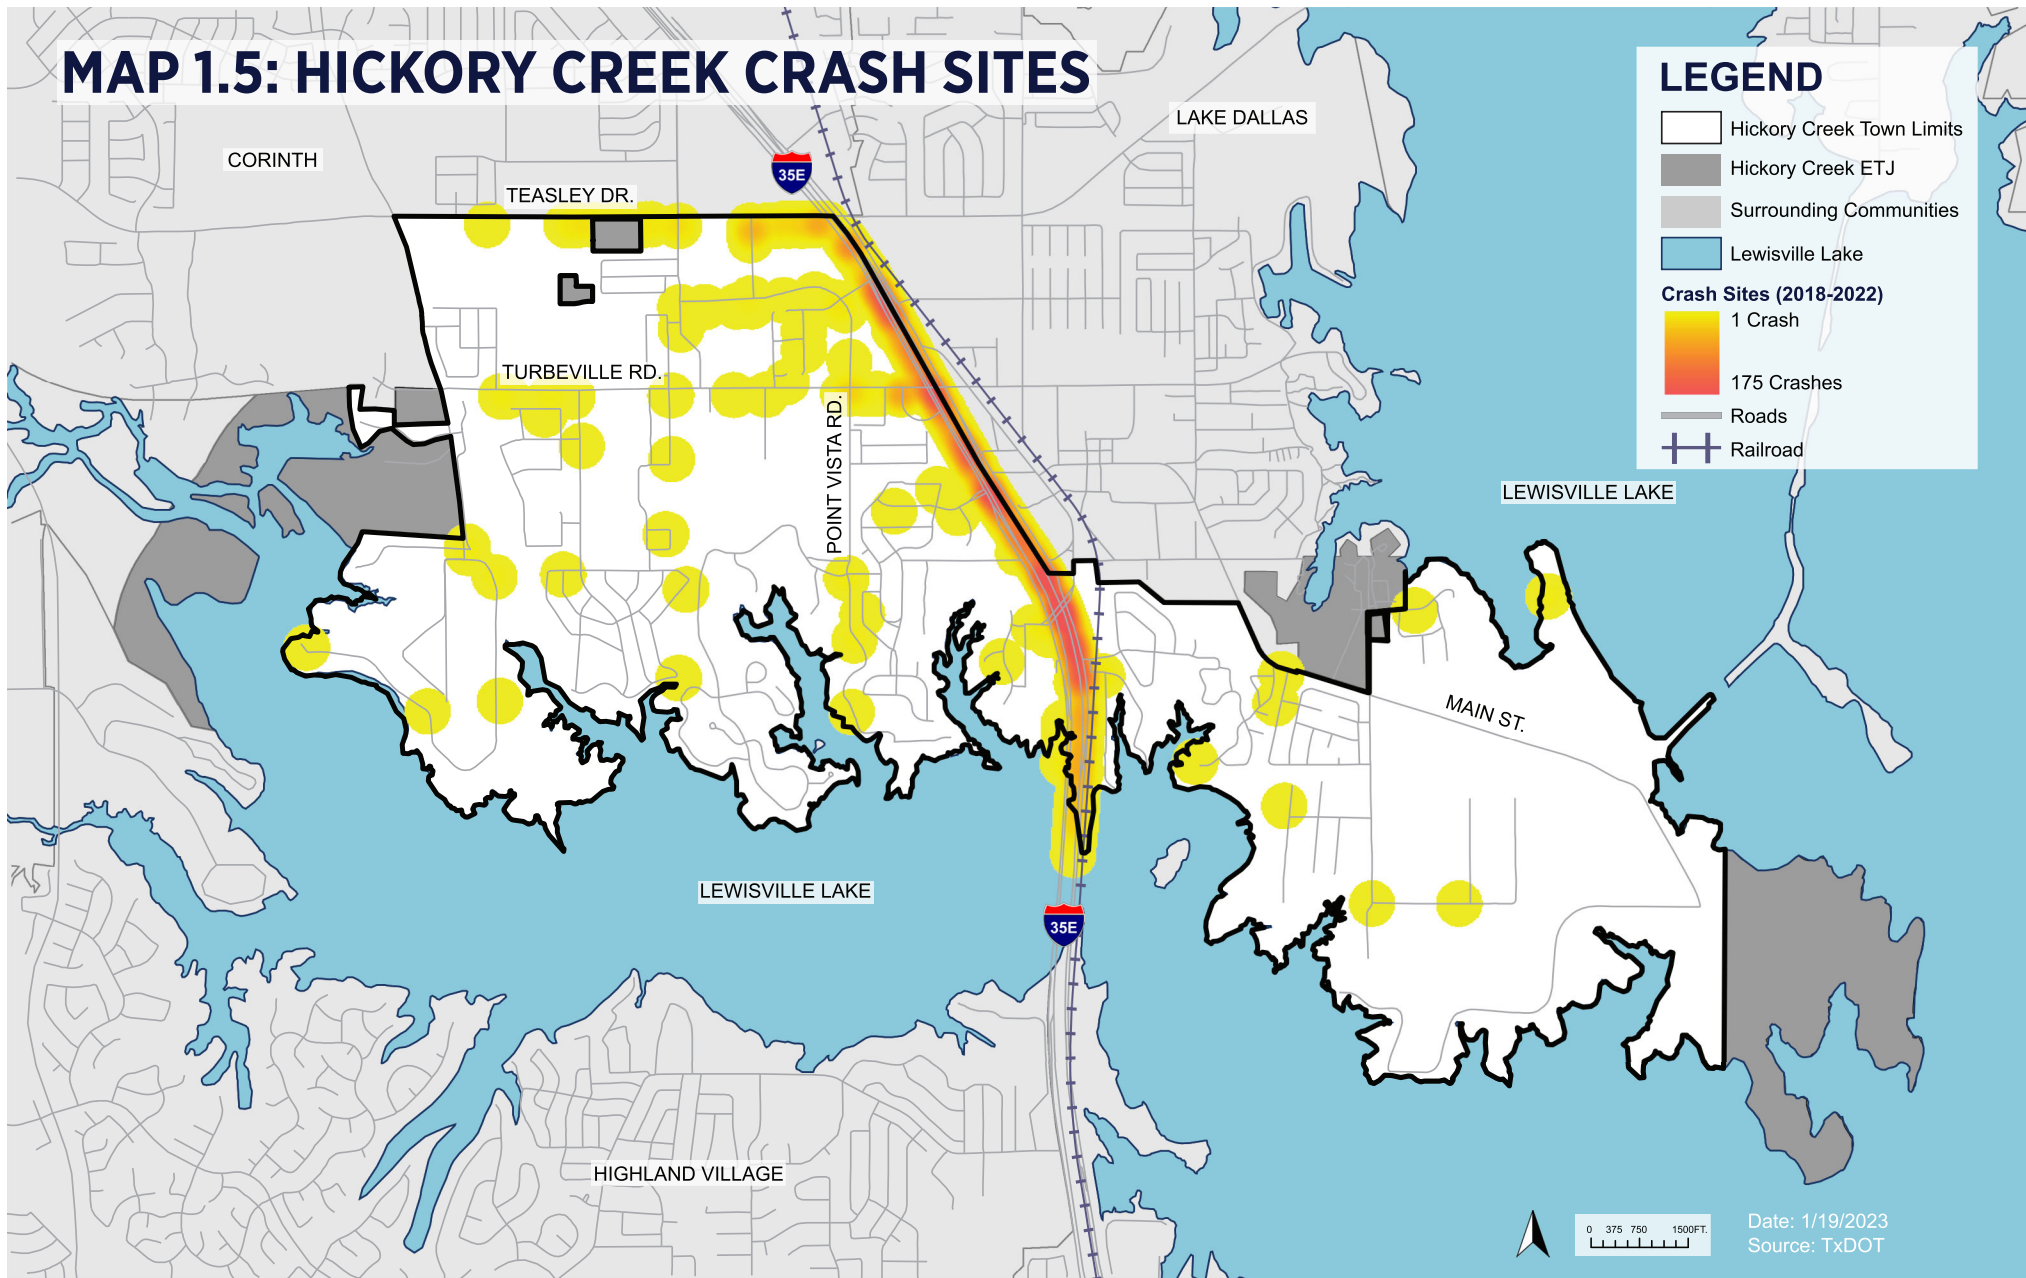 MAP 1.5: HICKORY CREEK CRASH SITES
LEGEND
Hickory Creek Town Limits
Hickory Creek ETJ
Surrounding Communities
Lewisville Lake
Crash Sites (2018-2022)
1 Crash
175 Crashes
Roads
Railroad
LAKE DALLAS
CORINTH
35E
TEASLEY DR.
TURBEVILLE RD.
POINT VISTA RD.
LEWISVILLE LAKE
MAIN ST.
LEWISVILLE LAKE
35E
HIGHLAND VILLAGE
0 375 750 1500FT.
Date: 1/19/2023
Source: TxDOT